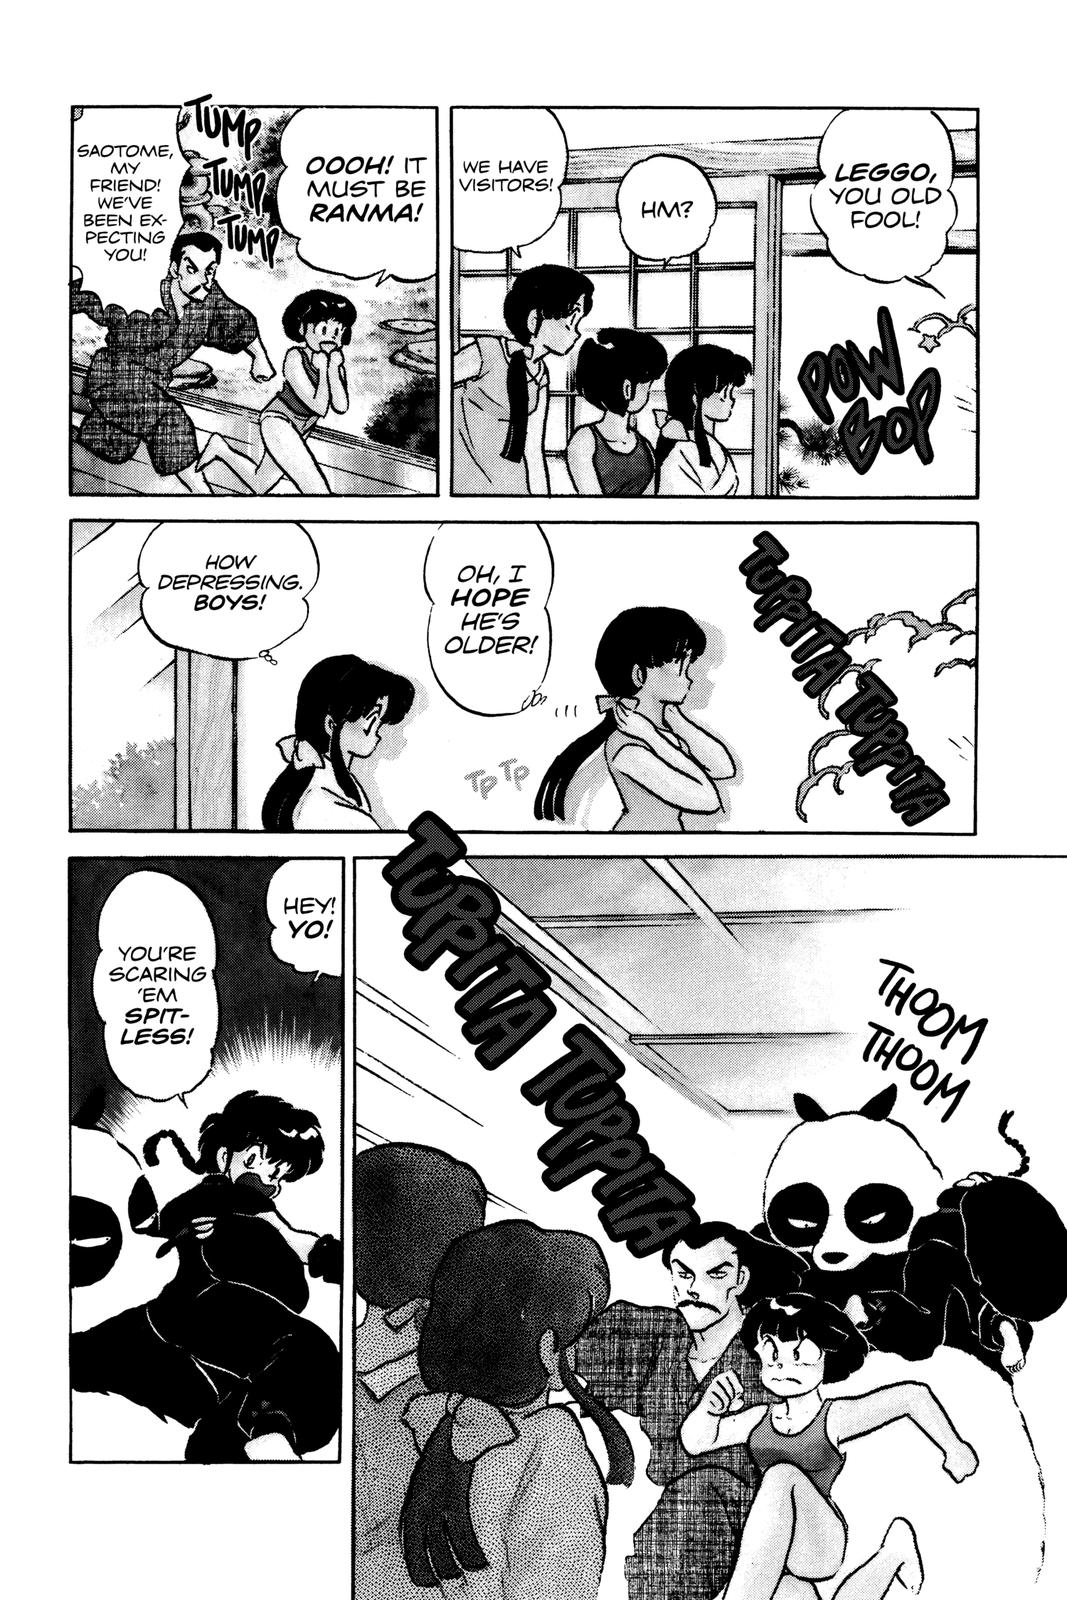 LEGGO,
YOU OLD
FOOL!
HM?
WE HAVE
VISITORS!
POW
BOP
OOOH! IT
MUST BE
RANMA!
TUMP
TUMP
TUMP
SAOTOME,
MY
FRIEND!
WE'VE
BEEN EX-
PECTING
YOU!
TUPPITA TUPPITA
OH, I
HOPE
HE'S
OLDER!
TP TP
HOW
DEPRESSING.
BOYS!
THOOM
THOOM
TUPPITA TUPPITA
HEY!
YO!
YOU'RE
SCARING
'EM
SPIT-
LESS!